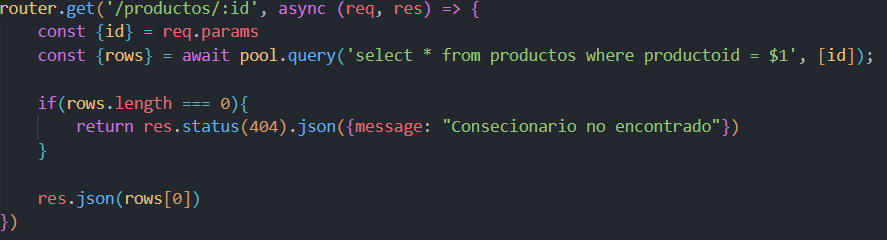 router.get('/productos/:id', async (req, res) => {
    const {id} = req.params
    const {rows} = await pool.query('select * from productos where productoid = $1', [id]);

    if(rows.length === 0){
        return res.status(404).json({message: "Consecionario no encontrado"})
    }

    res.json(rows[0])
})